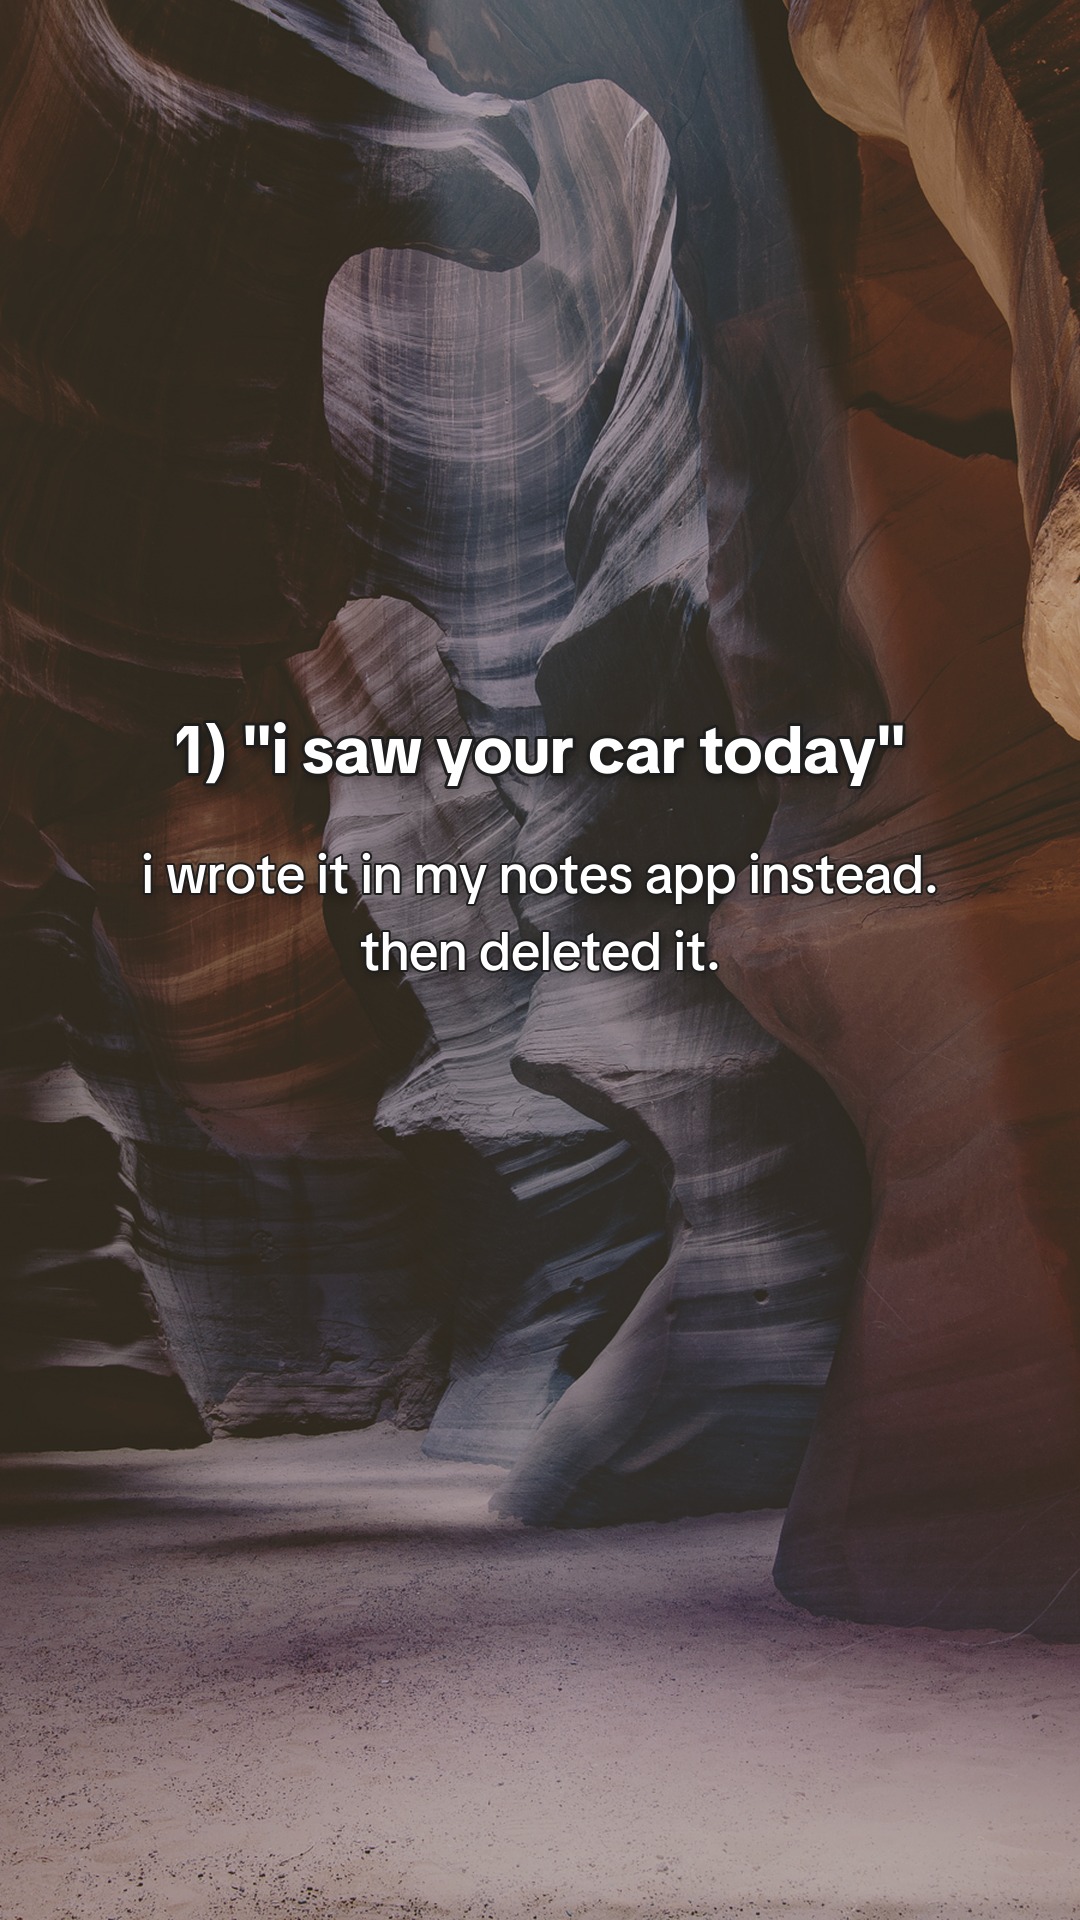 1) "i saw your car today"
i wrote it in my notes app instead.
then deleted it.